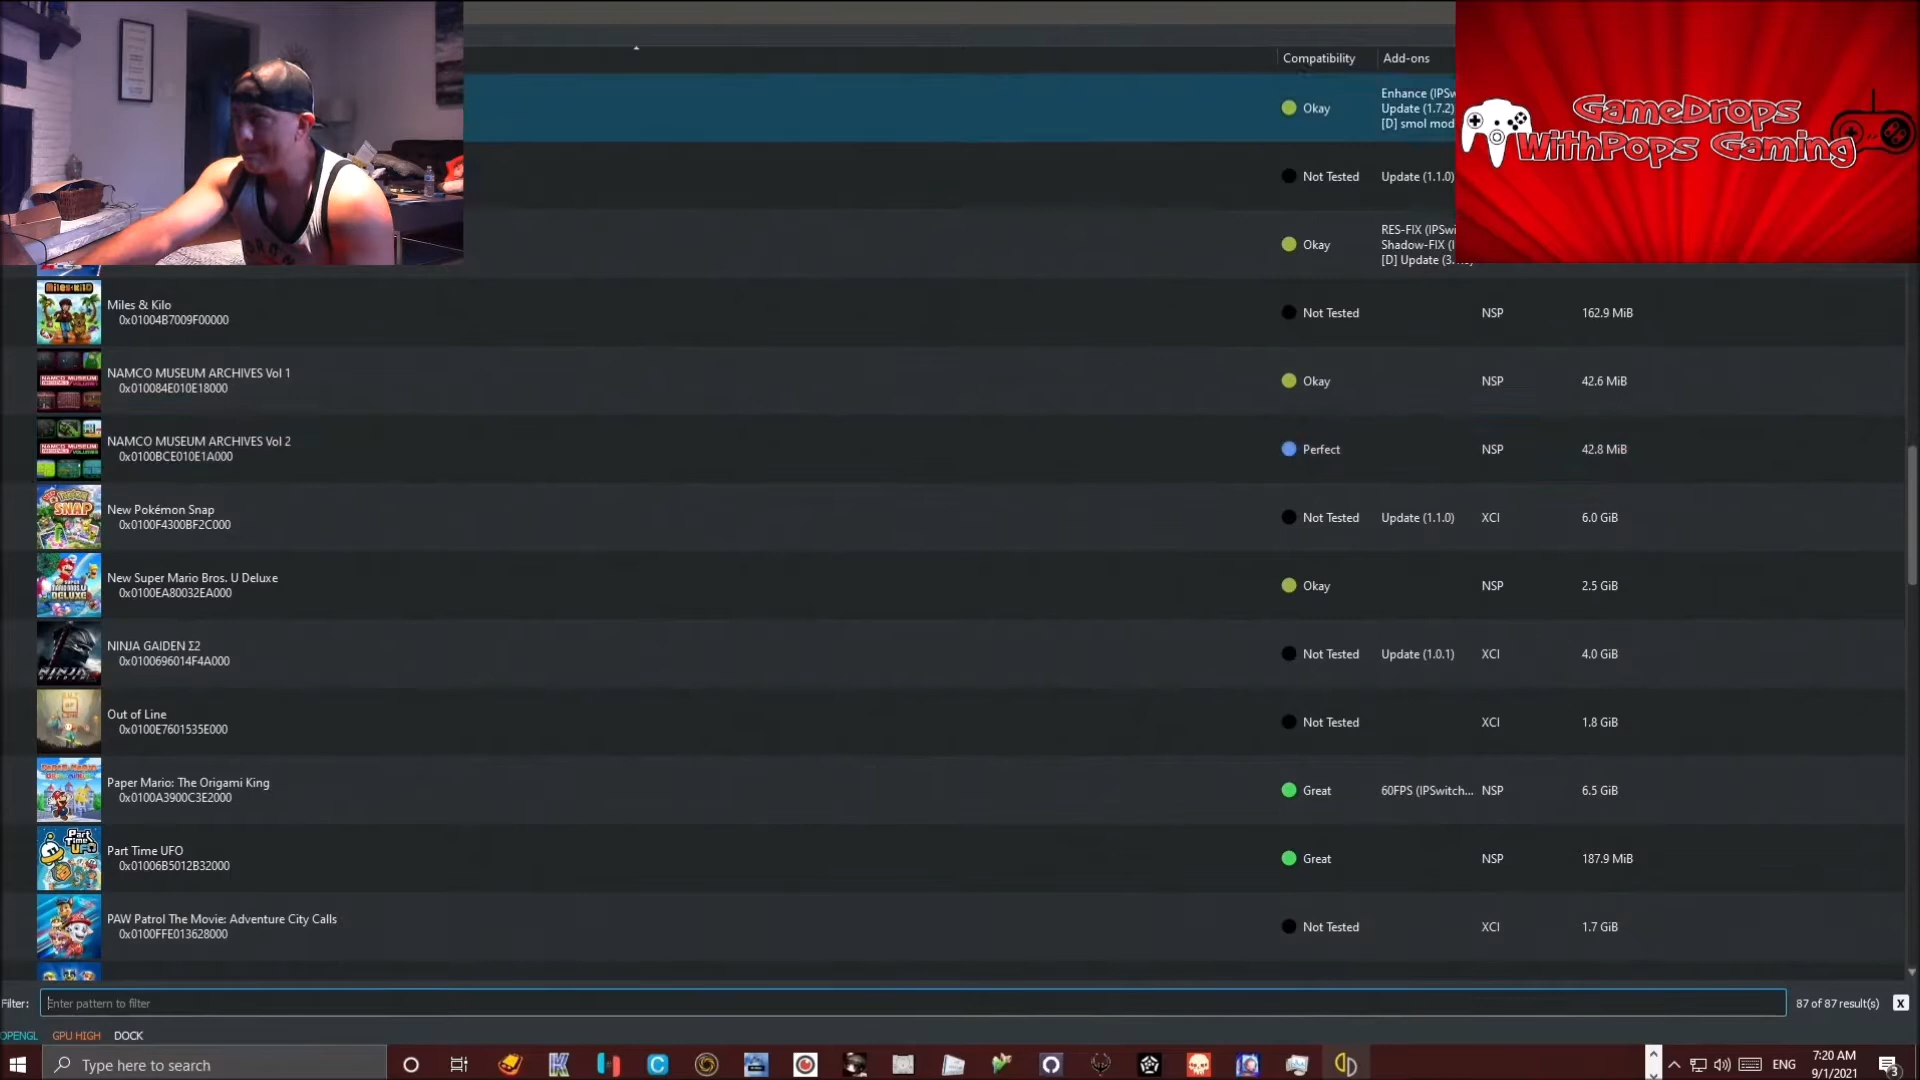 Compatibility Add-ons
Okay Enhance (IPSw
Update (1.7.2)
[D] smol mod
GameDrops
WithPops Gaming
Not Tested Update (1.1.0)
Okay RES-FIX (IPSwi
Shadow-FIX (I
[D] Update (3.
Miles & Kilo
0x01004B7009F00000
Not Tested NSP 162.9 MiB
NAMCO MUSEUM ARCHIVES Vol 1
0x010084E010E18000
Okay NSP 42.6 MiB
NAMCO MUSEUM ARCHIVES Vol 2
0x0100BCE010E1A000
Perfect NSP 42.8 MiB
New Pokémon Snap
0x0100F4300BF2C000
Not Tested Update (1.1.0) XCI 6.0 GiB
New Super Mario Bros. U Deluxe
0x0100EA80032EA000
Okay NSP 2.5 GiB
NINJA GAIDEN Σ2
0x0100696014F4A000
Not Tested Update (1.0.1) XCI 4.0 GiB
Out of Line
0x0100E7601535E000
Not Tested XCI 1.8 GiB
Paper Mario: The Origami King
0x0100A3900C3E2000
Great 60FPS (IPSwitch... NSP 6.5 GiB
Part Time UFO
0x01006B5012B32000
Great NSP 187.9 MiB
PAW Patrol The Movie: Adventure City Calls
0x0100FFE013628000
Not Tested XCI 1.7 GiB
Filter: Enter pattern to filter 87 of 87 result(s) X
OPENGL GPU HIGH DOCK
Type here to search
ENG 7:20 AM
9/1/2021
3